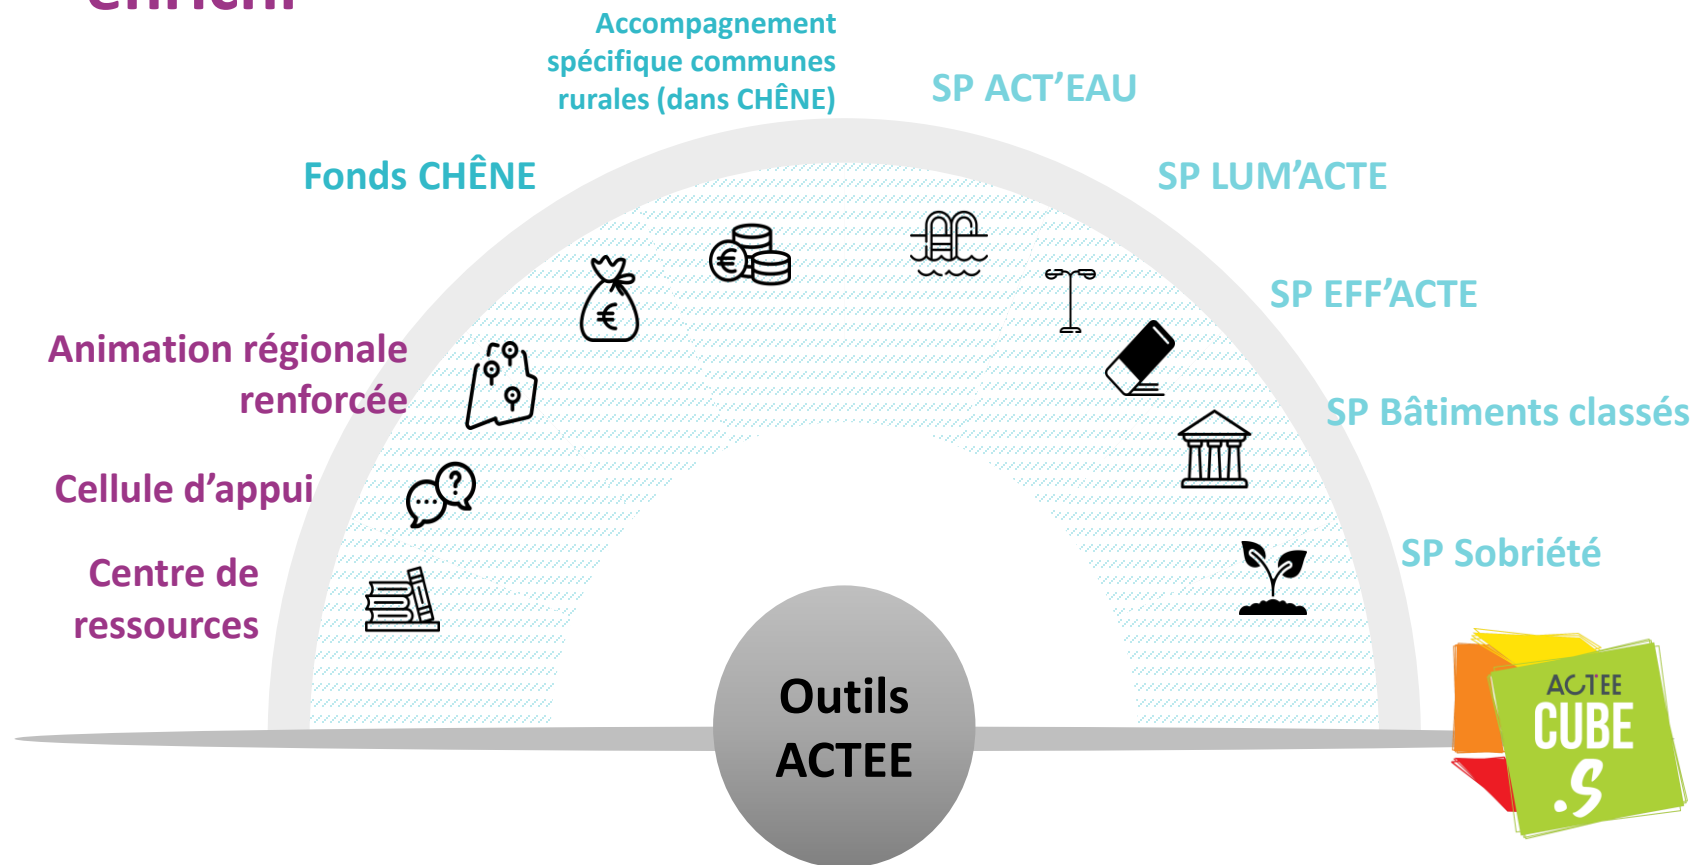 enrichi
Accompagnement
spécifique communes
rurales (dans CHÊNE)
SP ACT’EAU
Fonds CHÊNE
SP LUM’ACTE
SP EFF’ACTE
Animation régionale
renforcée
SP Bâtiments classés
Cellule d’appui
SP Sobriété
Centre de
ressources
Outils
ACTEE
ACTEE
CUBE
.S